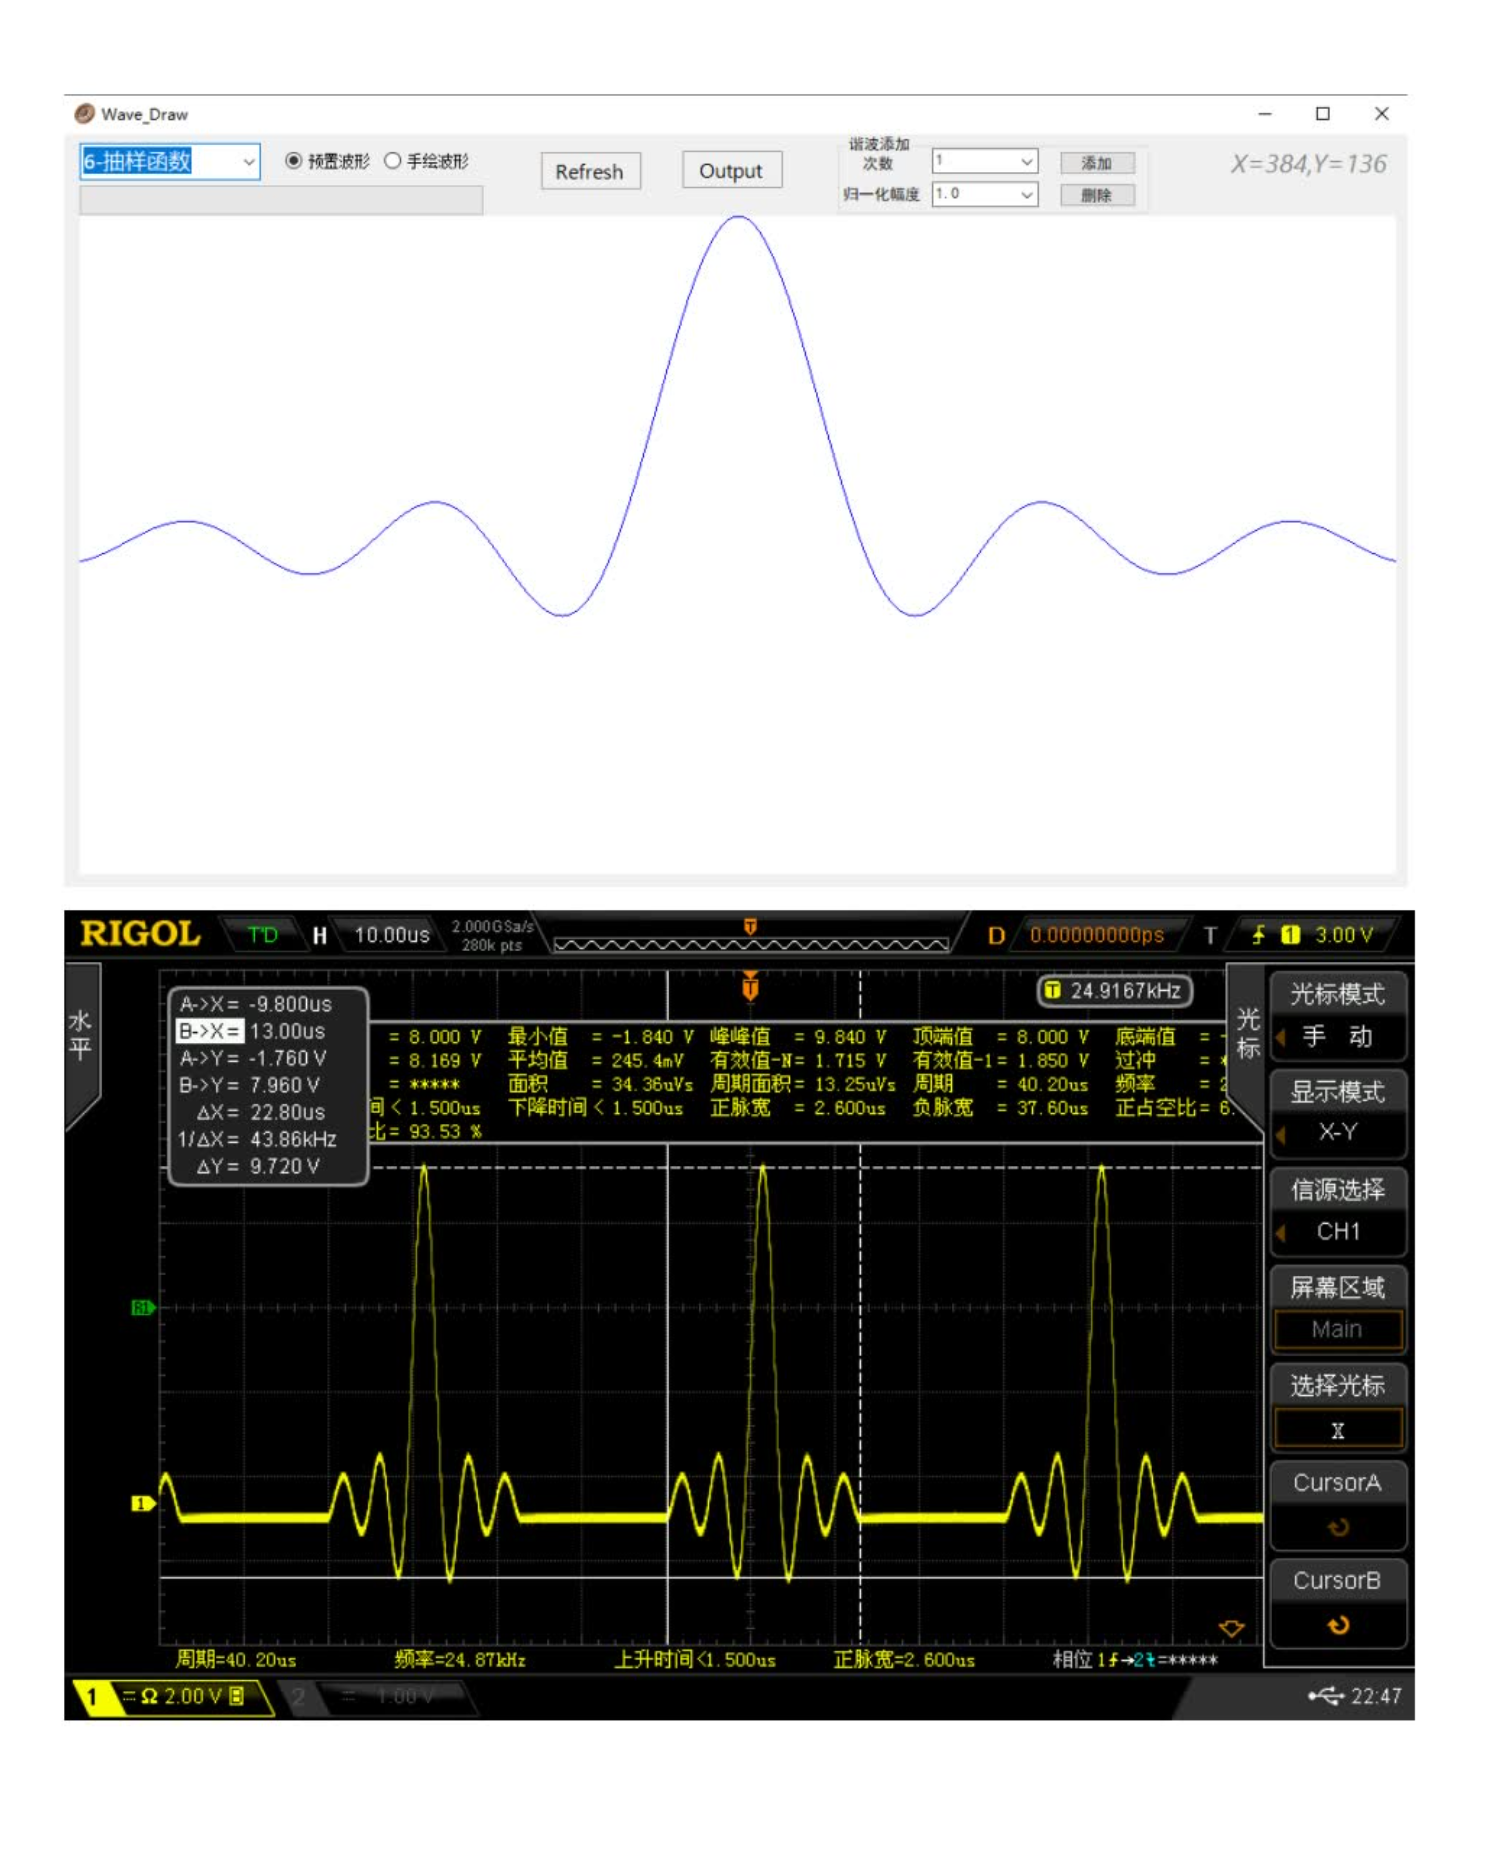 Wave_Draw
6-抽样函数 预置波形 手绘波形 Refresh Output
谐波添加
次数 1 添加
归一化幅度 1.0 删除
X=384,Y=136
RIGOL T'D H 10.00us 2.000GSa/s 280k pts T D 0.00000000ps T 1 3.00 V
水平
T
T 24.9167kHz
A->X= -9.800us
B->X= 13.00us
A->Y= -1.760 V
B->Y= 7.960 V
ΔX= 22.80us
1/ΔX= 43.86kHz
ΔY= 9.720 V
= 8.000 V 最小值 = -1.840 V 峰峰值 = 9.840 V 顶端值 = 8.000 V 底端值 = -
= 8.169 V 平均值 = 245.4mV 有效值-N= 1.715 V 有效值-1= 1.850 V 过冲 = *
= ***** 面积 = 34.36uVs 周期面积= 13.25uVs 周期 = 40.20us 频率 = 2
间 < 1.500us 下降时间 < 1.500us 正脉宽 = 2.600us 负脉宽 = 37.60us 正占空比= 6.
比= 93.53 %
光标
光标模式
手 动
显示模式
X-Y
信源选择
CH1
屏幕区域
Main
选择光标
X
CursorA
CursorB
R1
1
周期=40.20us 频率=24.87kHz 上升时间<1.500us 正脉宽=2.600us 相位1→2=*****
1 = Ω 2.00 V B 2 = 1.00 V 22:47